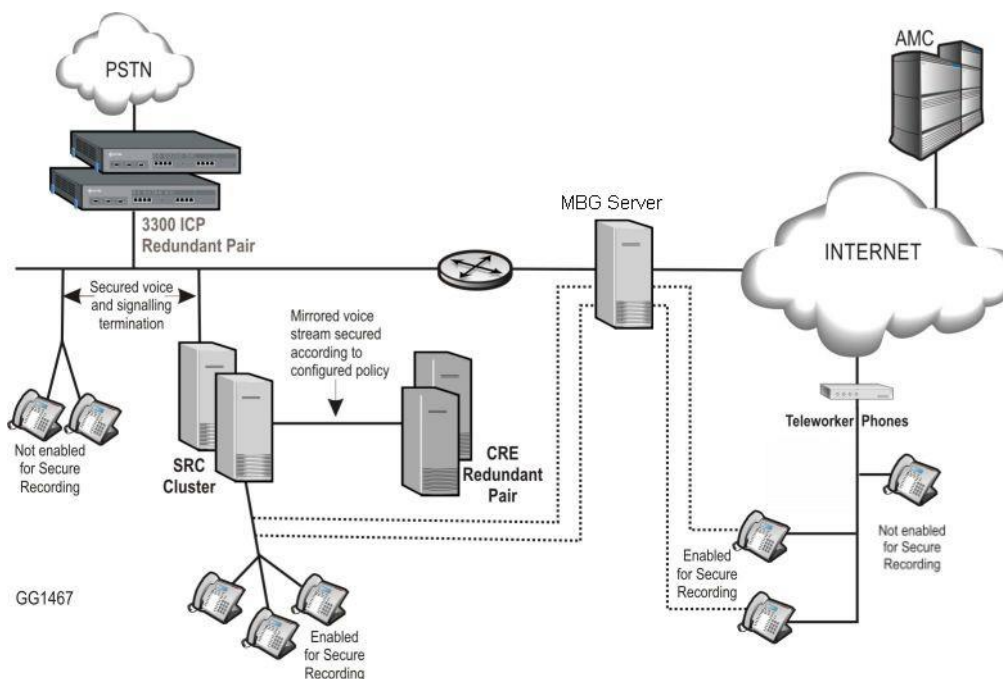 PSTN
AMC
3300 ICP
Redundant Pair
MBG Server
INTERNET
Secured voice
and signalling
termination
Mirrored voice
stream secured
according to
configured policy
Teleworker Phones
Not enabled
for Secure
Recording
SRC
Cluster
CRE
Redundant
Pair
Enabled
for Secure
Recording
Not enabled
for Secure
Recording
GG1467
Enabled
for Secure
Recording